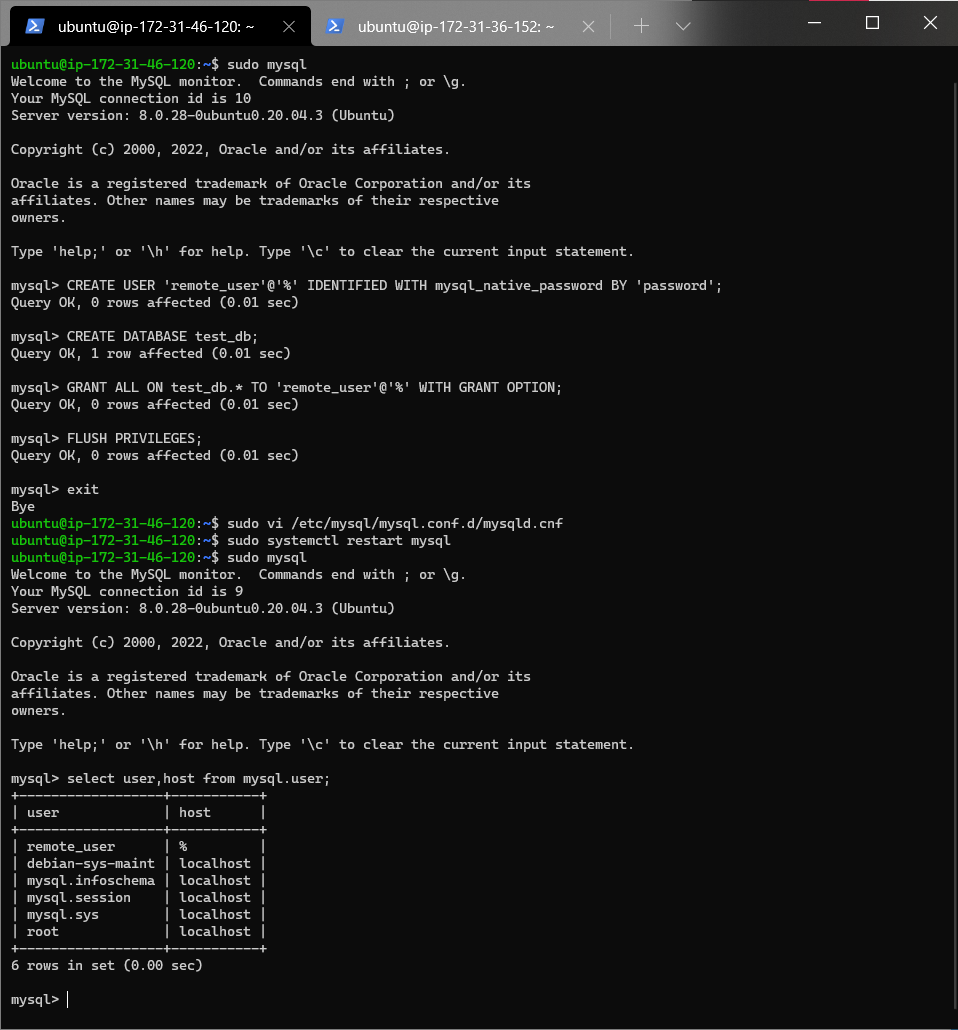 ubuntu@ip-172-31-46-120: ~
ubuntu@ip-172-31-36-152: ~
ubuntu@ip-172-31-46-120:~$ sudo mysql
Welcome to the MySQL monitor.  Commands end with ; or \g.
Your MySQL connection id is 10
Server version: 8.0.28-0ubuntu0.20.04.3 (Ubuntu)
Copyright (c) 2000, 2022, Oracle and/or its affiliates.
Oracle is a registered trademark of Oracle Corporation and/or its
affiliates. Other names may be trademarks of their respective
owners.
Type 'help;' or '\h' for help. Type '\c' to clear the current input statement.
mysql> CREATE USER 'remote_user'@'%' IDENTIFIED WITH mysql_native_password BY 'password';
Query OK, 0 rows affected (0.01 sec)
mysql> CREATE DATABASE test_db;
Query OK, 1 row affected (0.01 sec)
mysql> GRANT ALL ON test_db.* TO 'remote_user'@'%' WITH GRANT OPTION;
Query OK, 0 rows affected (0.01 sec)
mysql> FLUSH PRIVILEGES;
Query OK, 0 rows affected (0.01 sec)
mysql> exit
Bye
ubuntu@ip-172-31-46-120:~$ sudo vi /etc/mysql/mysql.conf.d/mysqld.cnf
ubuntu@ip-172-31-46-120:~$ sudo systemctl restart mysql
ubuntu@ip-172-31-46-120:~$ sudo mysql
Welcome to the MySQL monitor.  Commands end with ; or \g.
Your MySQL connection id is 9
Server version: 8.0.28-0ubuntu0.20.04.3 (Ubuntu)
Copyright (c) 2000, 2022, Oracle and/or its affiliates.
Oracle is a registered trademark of Oracle Corporation and/or its
affiliates. Other names may be trademarks of their respective
owners.
Type 'help;' or '\h' for help. Type '\c' to clear the current input statement.
mysql> select user,host from mysql.user;
+------------------+-----------+
| user             | host      |
+------------------+-----------+
| remote_user      | %         |
| debian-sys-maint | localhost |
| mysql.infoschema | localhost |
| mysql.session    | localhost |
| mysql.sys        | localhost |
| root             | localhost |
+------------------+-----------+
6 rows in set (0.00 sec)
mysql>